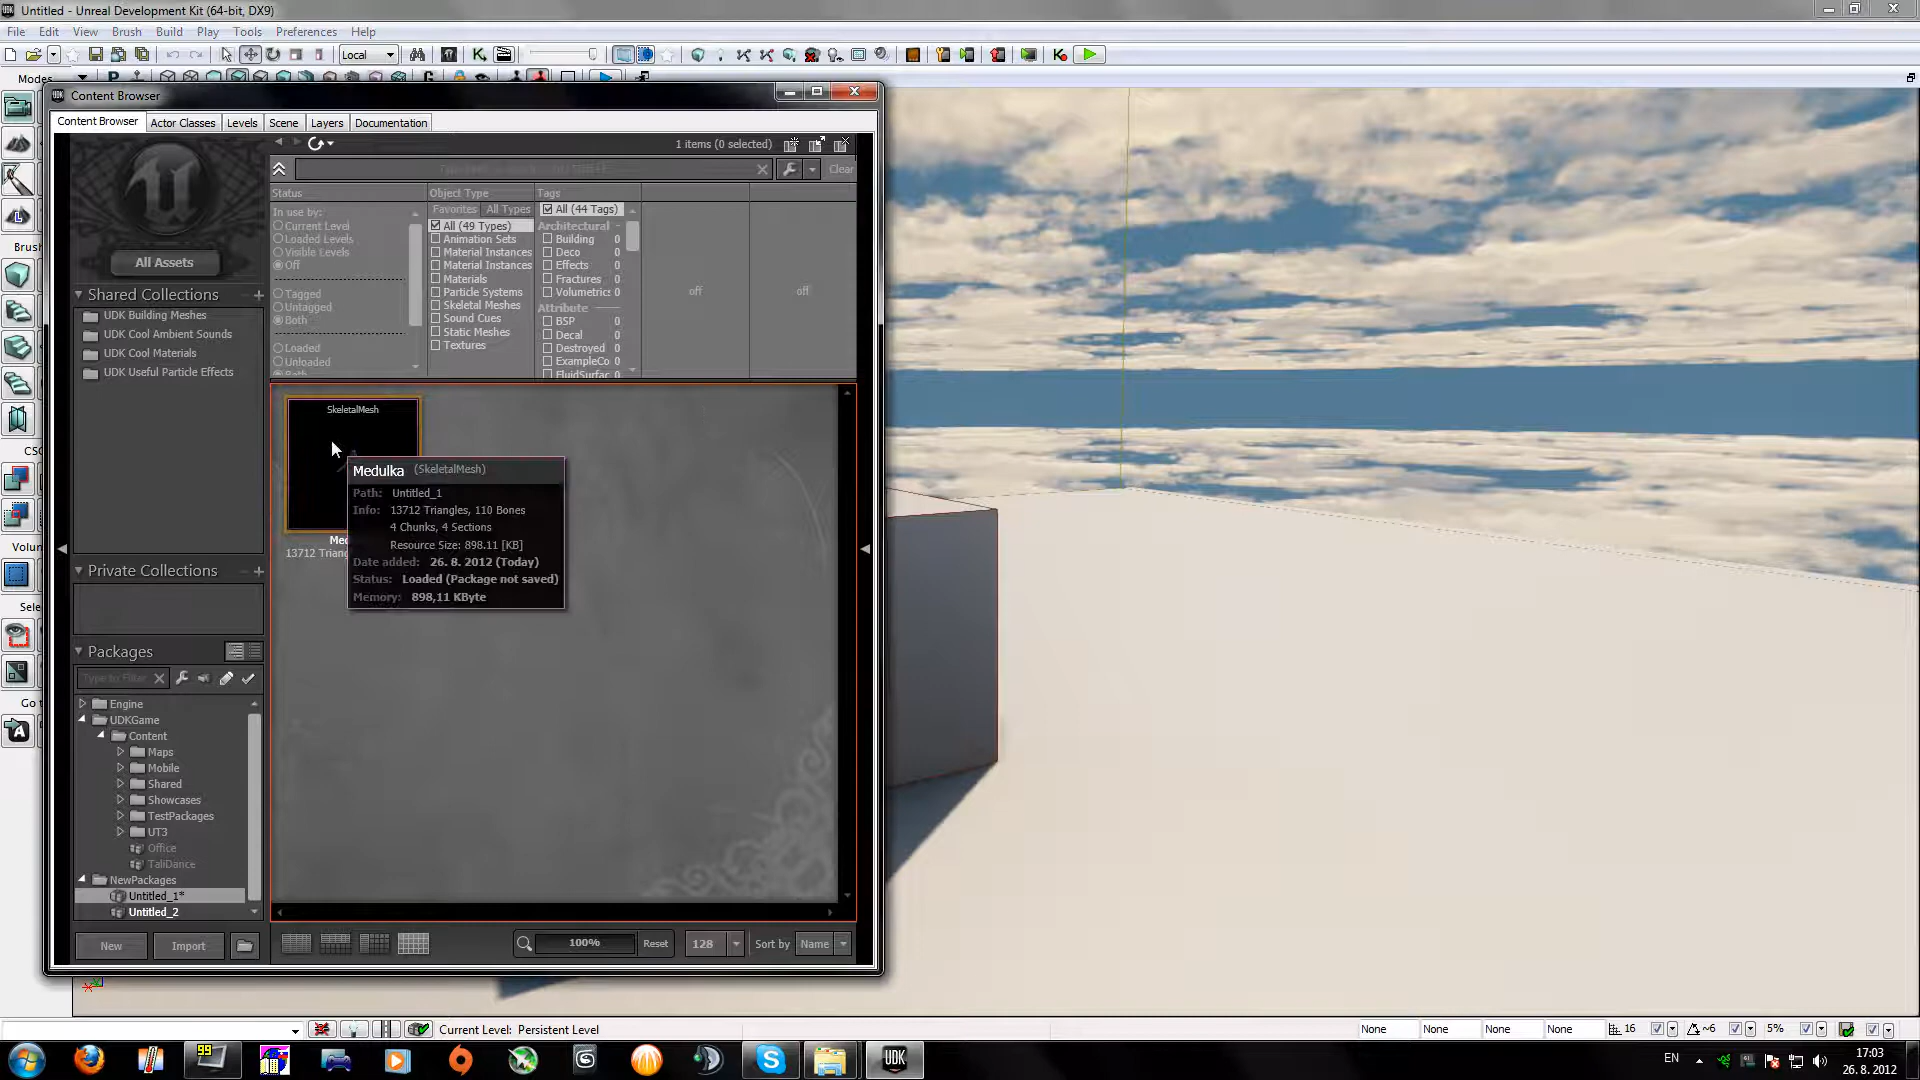 Untitled - Unreal Development Kit (64-bit, DX9)
File Edit View Brush Build Play Tools Preferences Help
Local
Modes
Content Browser
Content Browser Actor Classes Levels Scene Layers Documentation
1 items (0 selected)
Clear
All Assets
Status
In use by:
Current Level
Loaded Levels
Visible Levels
Off
Tagged
Untagged
Both
Loaded
Unloaded
Both
Object Type
Favorites All Types
All (49 Types)
Animation Sets
Material Instances
Material Instances
Materials
Particle Systems
Skeletal Meshes
Sound Cues
Static Meshes
Textures
Tags
All (44 Tags)
Architectural
Building 0
Deco 0
Effects 0
Fractures 0
Volumetrics 0
Attribute
BSP 0
Decal 0
Destroyed 0
ExampleCo 0
FluidSurfac 0
off
off
Shared Collections
UDK Building Meshes
UDK Cool Ambient Sounds
UDK Cool Materials
UDK Useful Particle Effects
Private Collections
Packages
Type to Filter
Engine
UDKGame
Content
Maps
Mobile
Shared
Showcases
TestPackages
UT3
Office
TaliDance
NewPackages
Untitled_1*
Untitled_2
New Import
SkeletalMesh
Med
13712 Triang
Medulka (SkeletalMesh)
Path: Untitled_1
Info: 13712 Triangles, 110 Bones
4 Chunks, 4 Sections
Resource Size: 898.11 [KB]
Date added: 26. 8. 2012 (Today)
Status: Loaded (Package not saved)
Memory: 898,11 KByte
100% Reset 128 Sort by Name
Brush
CSG
Volum
Selec
Go t
Current Level: Persistent Level
None None None None 16 ~6 5%
99
UDK
EN
17:03
26. 8. 2012